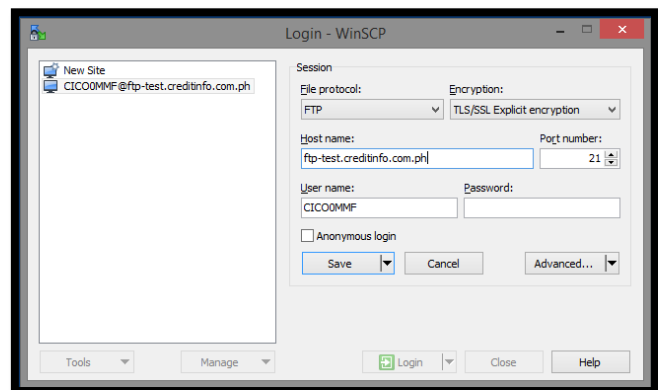 Login - WinSCP
New Site
CICO0MMF@ftp-test.creditinfo.com.ph
Session
File protocol:
Encryption:
FTP
TLS/SSL Explicit encryption
Host name:
Port number:
ftp-test.creditinfo.com.ph
21
User name:
Password:
CICO0MMF
Anonymous login
Save
Cancel
Advanced...
Tools
Manage
Login
Close
Help